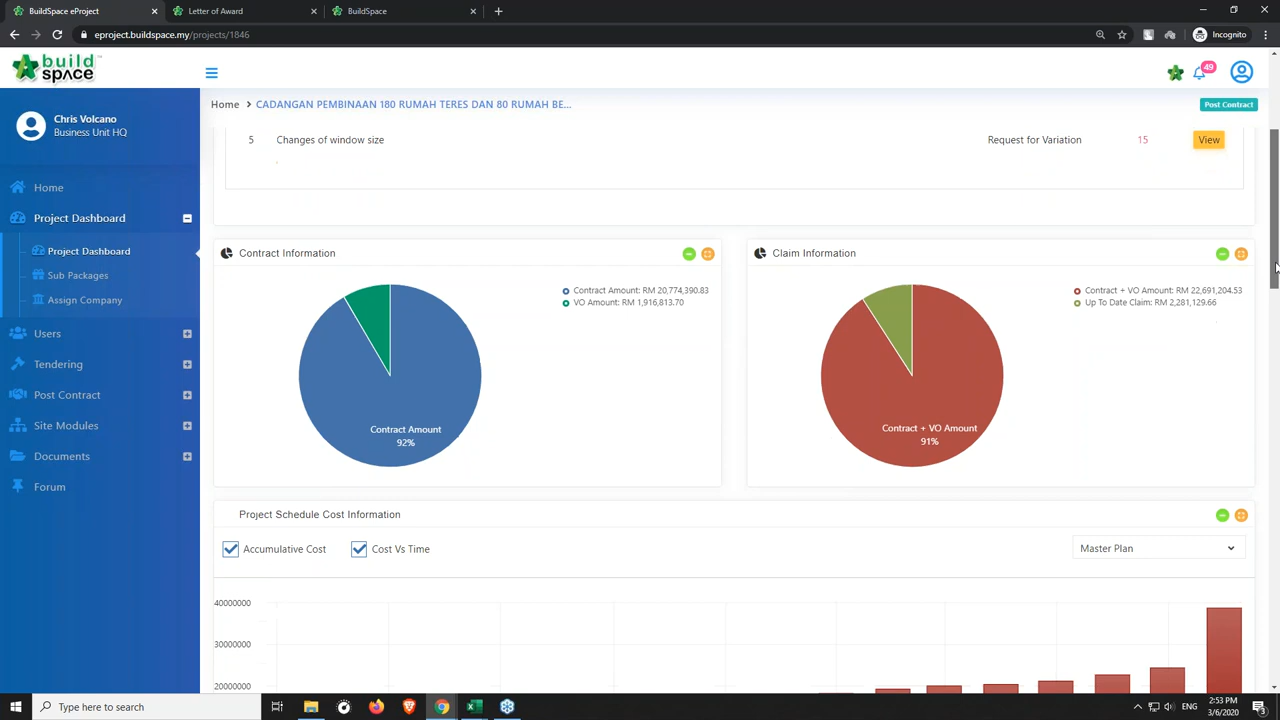 BuildSpace eProject
Letter of Award
BuildSpace
eproject.buildspace.my/projects/1846
Incognito
build
space
49
Home
CADANGAN PEMBINAAN 180 RUMAH TERES DAN 80 RUMAH BE...
Post Contract
Chris Volcano
Business Unit HQ
Home
Project Dashboard
Project Dashboard
Sub Packages
Assign Company
Users
Tendering
Post Contract
Site Modules
Documents
Forum
5 Changes of window size Request for Variation 15 View
Contract Information
Contract Amount: RM 20,774,390.83
VO Amount: RM 1,916,813.70
Contract Amount
92%
Claim Information
Contract + VO Amount: RM 22,691,204.53
Up To Date Claim: RM 2,281,129.66
Contract + VO Amount
91%
Project Schedule Cost Information
Accumulative Cost
Cost Vs Time
Master Plan
40000000
30000000
20000000
Type here to search
ENG
2:53 PM
3/6/2020